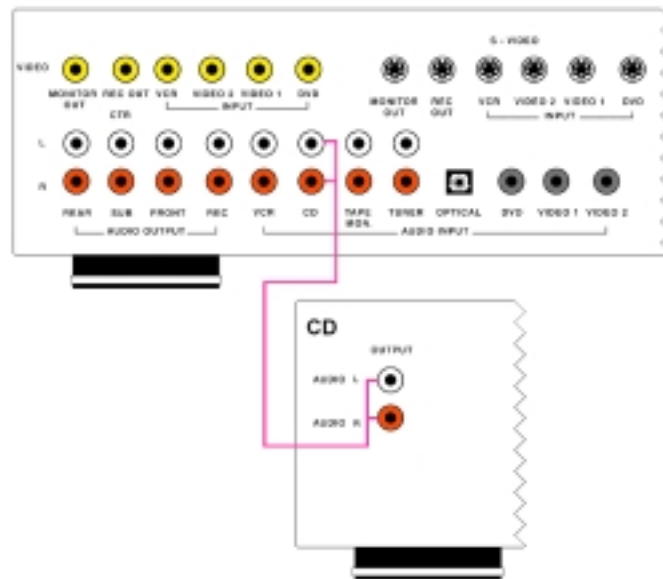 S - VIDEO
VIDEO
MONITOR OUT REC OUT VCR VIDEO 2 VIDEO 1 DVD
INPUT
MONITOR OUT REC OUT VCR VIDEO 2 VIDEO 1 DVD
INPUT
CTR
L
R
REAR SUB FRONT REC VCR CD TAPE MON. TUNER OPTICAL DVD VIDEO 1 VIDEO 2
AUDIO OUTPUT AUDIO INPUT
CD
OUTPUT
AUDIO L
AUDIO R